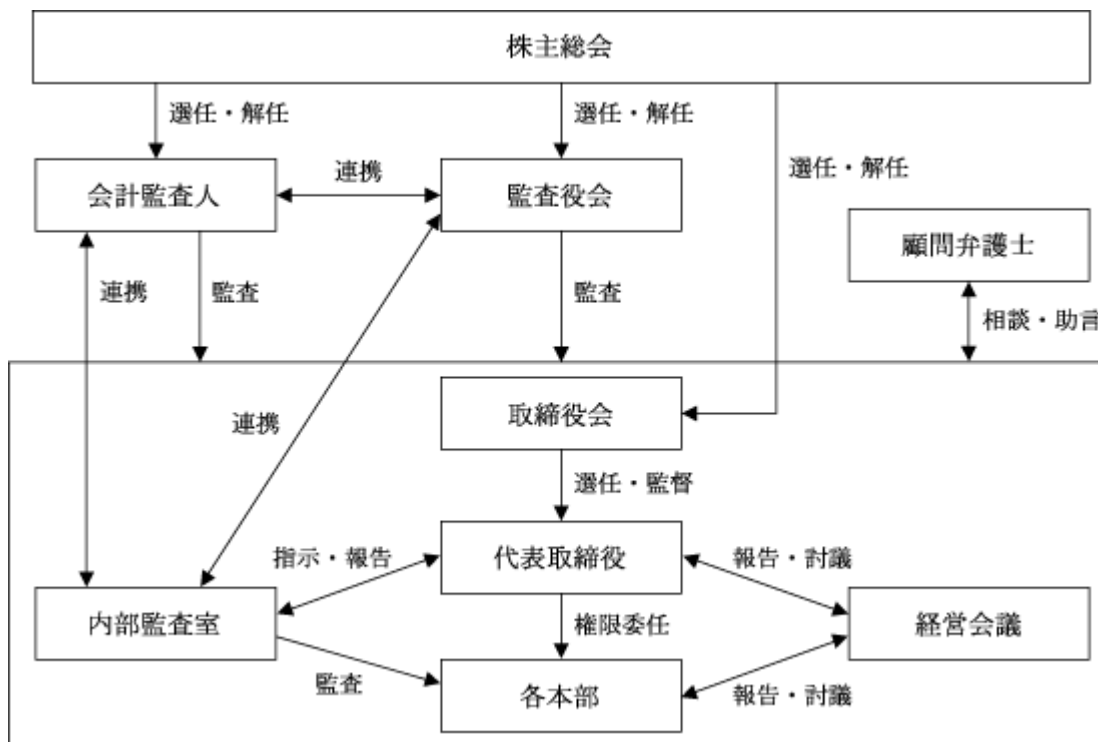 株主総会
選任・解任
選任・解任
選任・解任
会計監査人
連携
監査役会
顧問弁護士
連携
監査
監査
相談・助言
取締役会
連携
選任・監督
代表取締役
指示・報告
報告・討議
内部監査室
権限委任
経営会議
監査
各本部
報告・討議